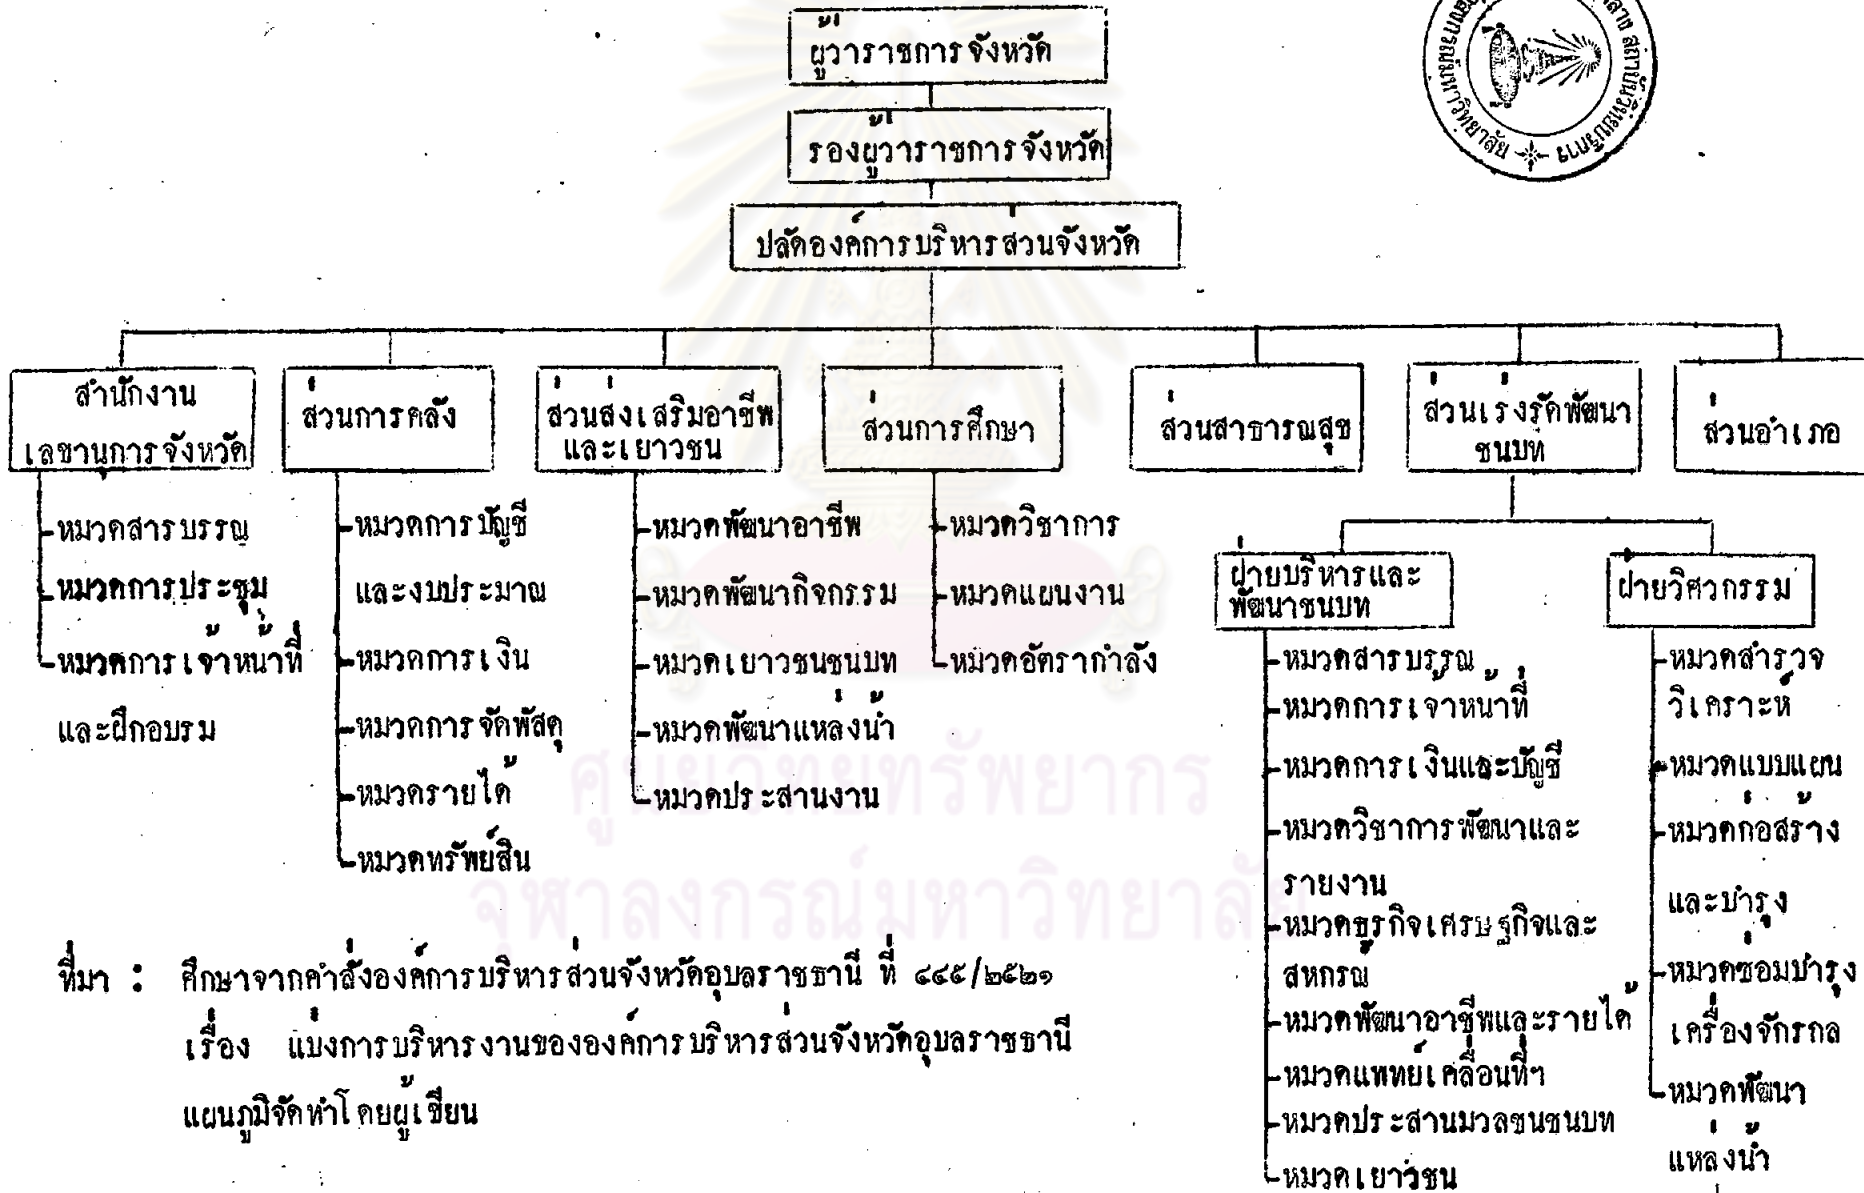 ผู้ว่าราชการจังหวัด
รองผู้ว่าราชการจังหวัด
ปลัดองค์การบริหารส่วนจังหวัด
สำนักงาน
เลขานุการจังหวัด
-หมวดสารบรรณ
-หมวดการประชุม
-หมวดการเจ้าหน้าที่
และฝึกอบรม
ส่วนการคลัง
-หมวดการบัญชี
และงบประมาณ
-หมวดการเงิน
-หมวดการจัดพัสดุ
-หมวดรายได้
-หมวดทรัพย์สิน
ส่วนส่งเสริมอาชีพ
และเยาวชน
-หมวดพัฒนาอาชีพ
-หมวดพัฒนากิจกรรม
-หมวดเยาวชนชนบท
-หมวดพัฒนาแหล่งน้ำ
-หมวดประสานงาน
ส่วนการศึกษา
-หมวดวิชาการ
-หมวดแผนงาน
-หมวดอัตรากำลัง
ส่วนสาธารณสุข
ส่วนเร่งรัดพัฒนา
ชนบท
ฝ่ายบริหารและ
พัฒนาชนบท
-หมวดสารบรรณ
-หมวดการเจ้าหน้าที่
-หมวดการเงินและบัญชี
-หมวดวิชาการพัฒนาและ
รายงาน
-หมวดธุรกิจเศรษฐกิจและ
สหกรณ์
-หมวดพัฒนาอาชีพและรายได้
-หมวดแพทย์เคลื่อนที่ฯ
-หมวดประสานมวลชนชนบท
-หมวดเยาวชน
ฝ่ายวิศวกรรม
-หมวดสำรวจ
วิเคราะห์
-หมวดแบบแผน
-หมวดก่อสร้าง
และบำรุง
-หมวดซ่อมบำรุง
เครื่องจักรกล
-หมวดพัฒนา
แหล่งน้ำ
ส่วนอำเภอ
ที่มา : ศึกษาจากคำสั่งองค์การบริหารส่วนจังหวัดอุบลราชธานี ที่ ๔๔๕/๒๕๒๑
เรื่อง แบ่งการบริหารงานขององค์การบริหารส่วนจังหวัดอุบลราชธานี
แผนภูมิจัดทำโดยผู้เขียน
ศูนย์วิทยทรัพยากร
จุฬาลงกรณ์มหาวิทยาลัย